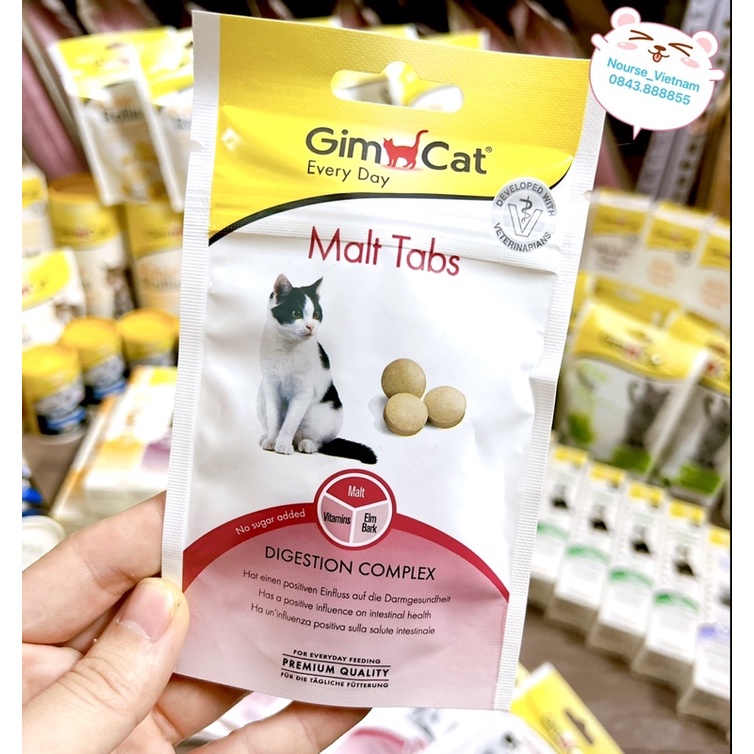 Nourse_Vietnam
0843.888855
GimCat®
Every Day
DEVELOPED WITH
VETERINARIANS
V
Malt Tabs
Malt
Vitamins
Elm
Bark
No sugar added
DIGESTION COMPLEX
Hat einen positiven Einfluss auf die Darmgesundheit
Has a positive influence on intestinal health
Ha un'influenza positiva sulla salute intestinale
FOR EVERYDAY FEEDING
PREMIUM QUALITY
FÜR DIE TÄGLICHE FÜTTERUNG